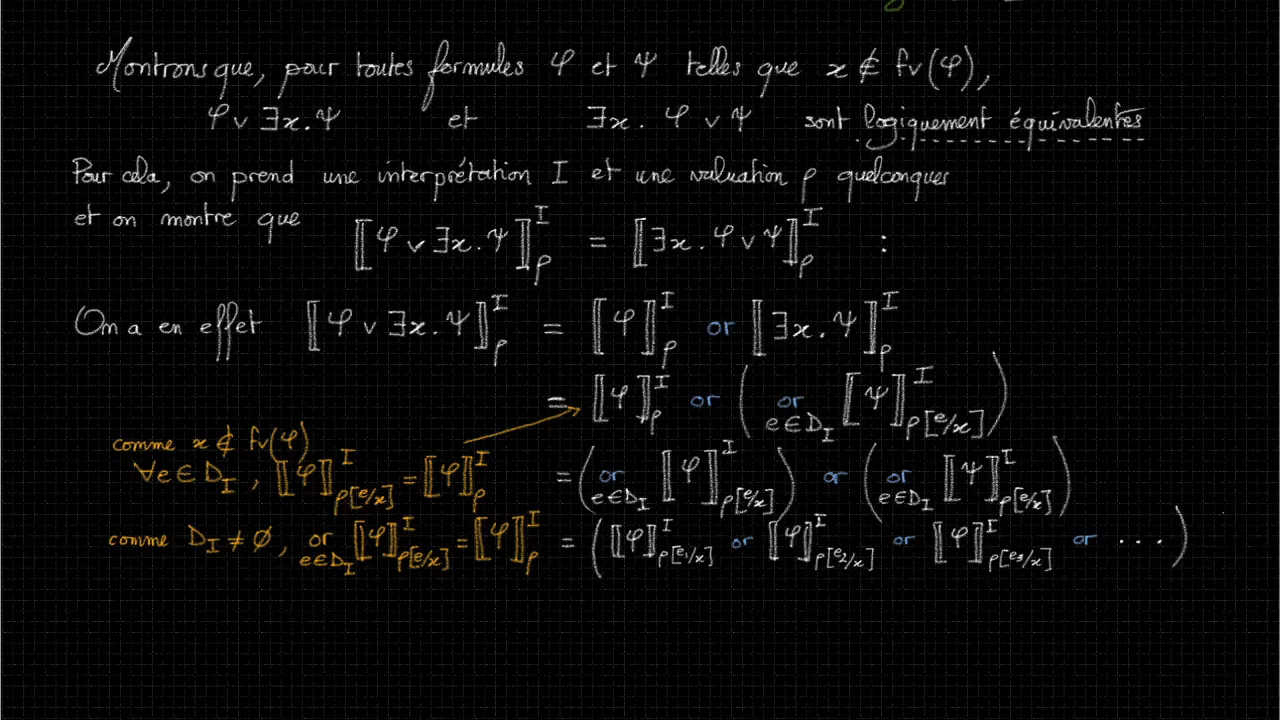 Montrons que, pour toutes formules φ et ψ telles que x ∉ fv(φ),
φ ∨ ∃x. ψ et ∃x. φ ∨ ψ sont logiquement équivalentes
Pour cela, on prend une interprétation I et une valuation ρ quelconques
et on montre que ⟦φ ∨ ∃x. ψ⟧^I_ρ = ⟦∃x. φ ∨ ψ⟧^I_ρ :
On a en effet ⟦φ ∨ ∃x. ψ⟧^I_ρ = ⟦φ⟧^I_ρ or ⟦∃x. ψ⟧^I_ρ
= ⟦φ⟧^I_ρ or (or_{e∈D_I} ⟦ψ⟧^I_{ρ[e/x]})
comme x ∉ fv(φ)
∀e ∈ D_I, ⟦φ⟧^I_{ρ[e/x]} = ⟦φ⟧^I_ρ
= (or_{e∈D_I} ⟦φ⟧^I_{ρ[e/x]}) or (or_{e∈D_I} ⟦ψ⟧^I_{ρ[e/x]})
comme D_I ≠ ∅, or_{e∈D_I} ⟦φ⟧^I_{ρ[e/x]} = ⟦φ⟧^I_ρ
= (⟦φ⟧^I_{ρ[e1/x]} or ⟦φ⟧^I_{ρ[e2/x]} or ⟦φ⟧^I_{ρ[e3/x]} or ....)